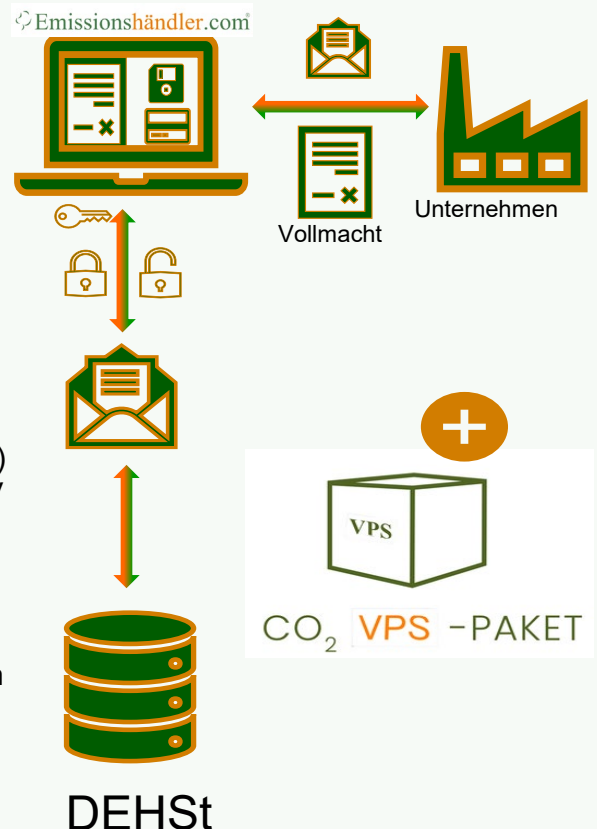 Emissionshändler.com®
Unternehmen
Vollmacht
VPS
CO₂ VPS -PAKET
DEHSt